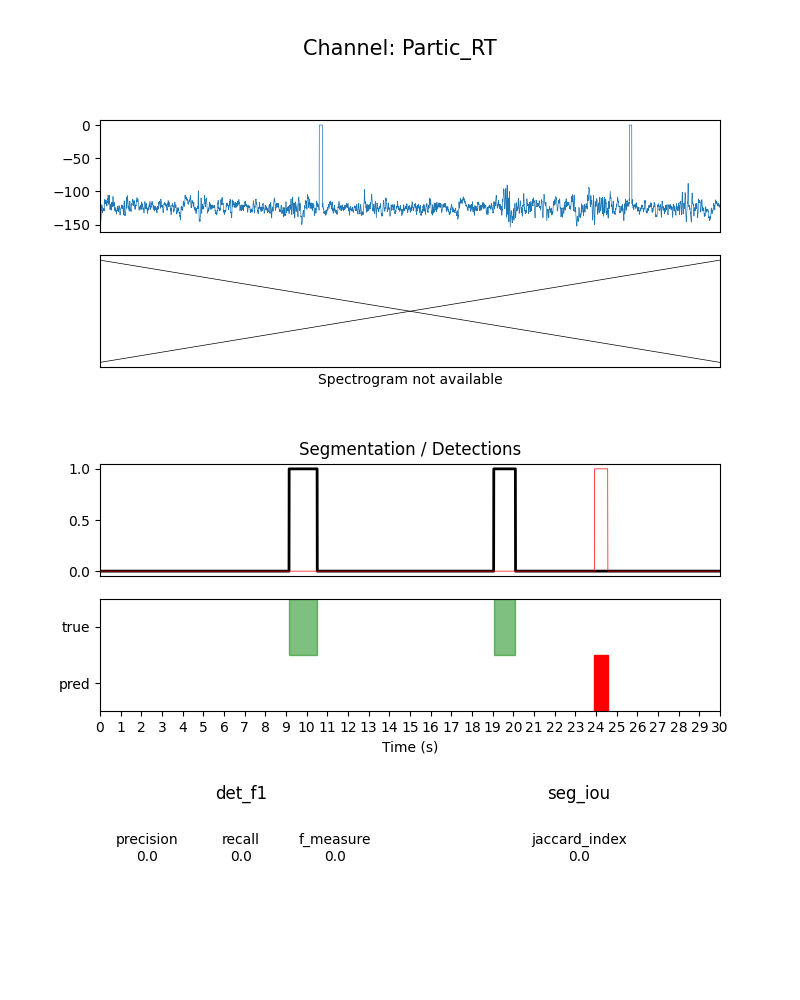 Channel: Partic_RT
0
−50
−100
−150
Spectrogram not available
Segmentation / Detections
1.0
0.5
0.0
true
pred
0 1 2 3 4 5 6 7 8 9 10 11 12 13 14 15 16 17 18 19 20 21 22 23 24 25 26 27 28 29 30
Time (s)
det_f1 seg_iou
precision recall f_measure jaccard_index
0.0 0.0 0.0 0.0